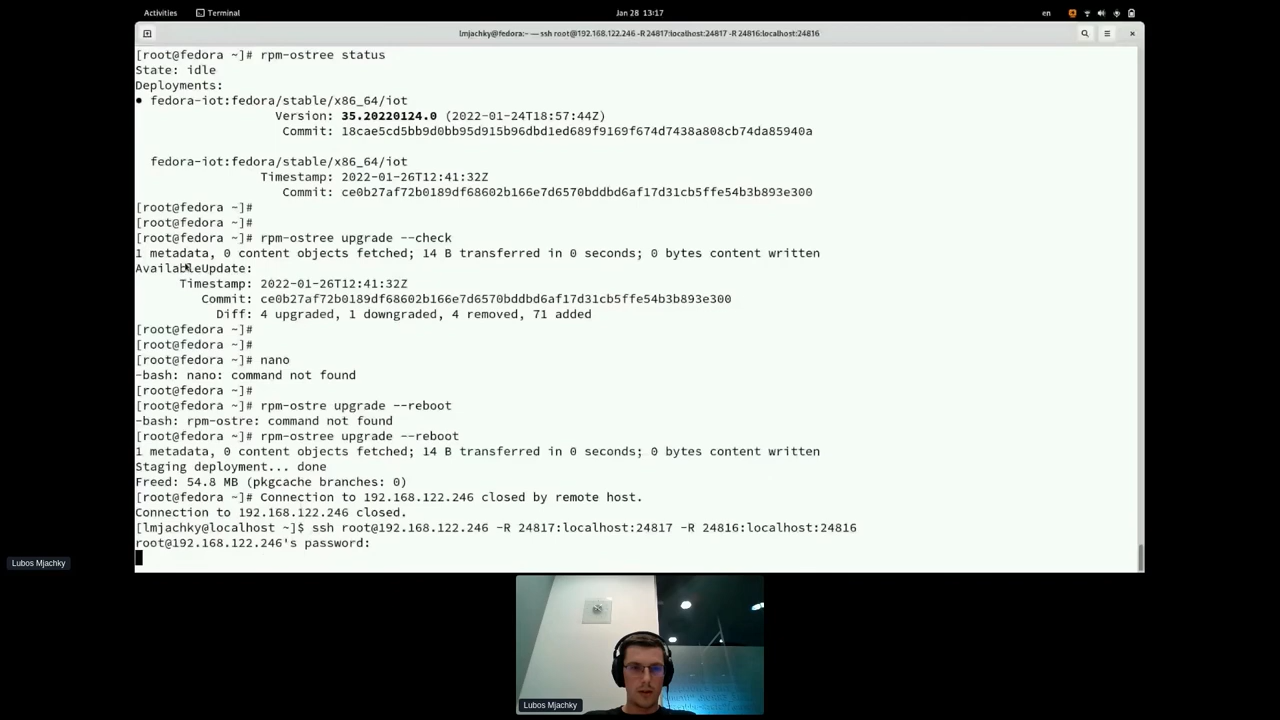 Activities
Terminal
Jan 28 13:17
en
lmjachky@fedora:~ — ssh root@192.168.122.246 -R 24817:localhost:24817 -R 24816:localhost:24816
[root@fedora ~]# rpm-ostree status
State: idle
Deployments:
● fedora-iot:fedora/stable/x86_64/iot
Version: 35.20220124.0 (2022-01-24T18:57:44Z)
Commit: 18cae5cd5bb9d0bb95d915b96dbd1ed689f9169f674d7438a808cb74da85940a
fedora-iot:fedora/stable/x86_64/iot
Timestamp: 2022-01-26T12:41:32Z
Commit: ce0b27af72b0189df68602b166e7d6570bddbd6af17d31cb5ffe54b3b893e300
[root@fedora ~]#
[root@fedora ~]#
[root@fedora ~]# rpm-ostree upgrade --check
1 metadata, 0 content objects fetched; 14 B transferred in 0 seconds; 0 bytes content written
AvailableUpdate:
Timestamp: 2022-01-26T12:41:32Z
Commit: ce0b27af72b0189df68602b166e7d6570bddbd6af17d31cb5ffe54b3b893e300
Diff: 4 upgraded, 1 downgraded, 4 removed, 71 added
[root@fedora ~]#
[root@fedora ~]#
[root@fedora ~]# nano
-bash: nano: command not found
[root@fedora ~]#
[root@fedora ~]# rpm-ostre upgrade --reboot
-bash: rpm-ostre: command not found
[root@fedora ~]# rpm-ostree upgrade --reboot
1 metadata, 0 content objects fetched; 14 B transferred in 0 seconds; 0 bytes content written
Staging deployment... done
Freed: 54.8 MB (pkgcache branches: 0)
[root@fedora ~]# Connection to 192.168.122.246 closed by remote host.
Connection to 192.168.122.246 closed.
[lmjachky@localhost ~]$ ssh root@192.168.122.246 -R 24817:localhost:24817 -R 24816:localhost:24816
root@192.168.122.246's password:
Lubos Mjachky
Lubos Mjachky